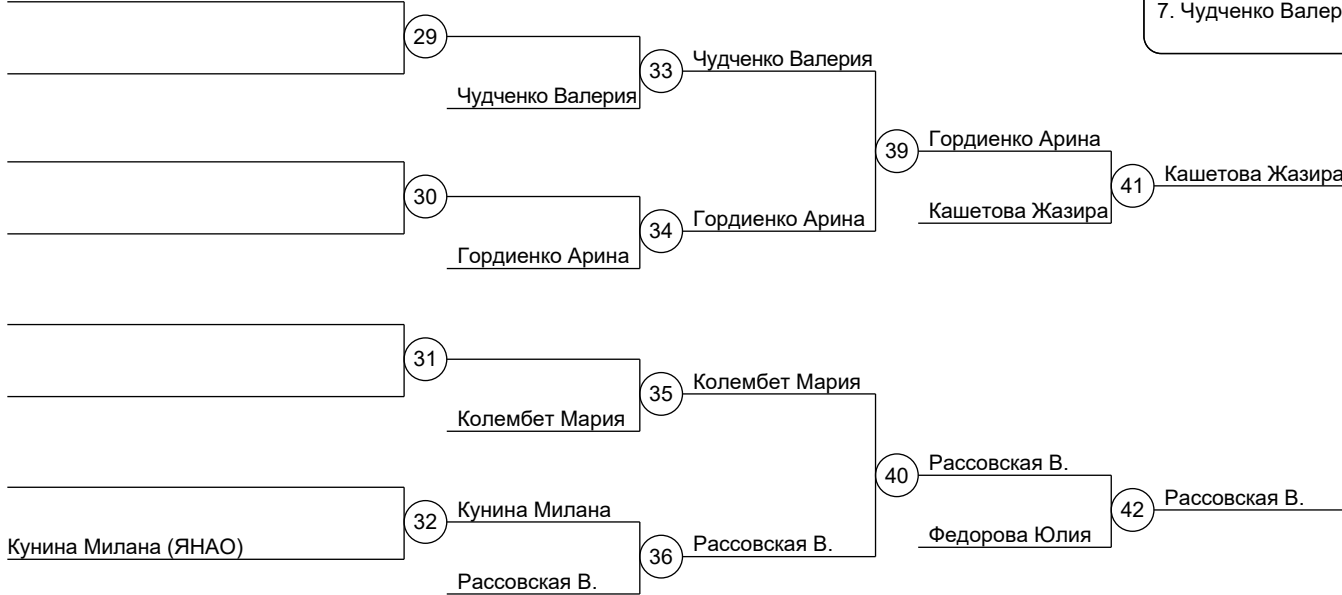 7. Чудченко Валер
29
Чудченко Валерия
33
Чудченко Валерия
39
Гордиенко Арина
41
Кашетова Жазира
30
Гордиенко Арина
34
Гордиенко Арина
Кашетова Жазира
31
Колембет Мария
35
Колембет Мария
40
Рассовская В.
42
Рассовская В.
Кунина Милана (ЯНАО)
32
Кунина Милана
Рассовская В.
36
Рассовская В.
Федорова Юлия